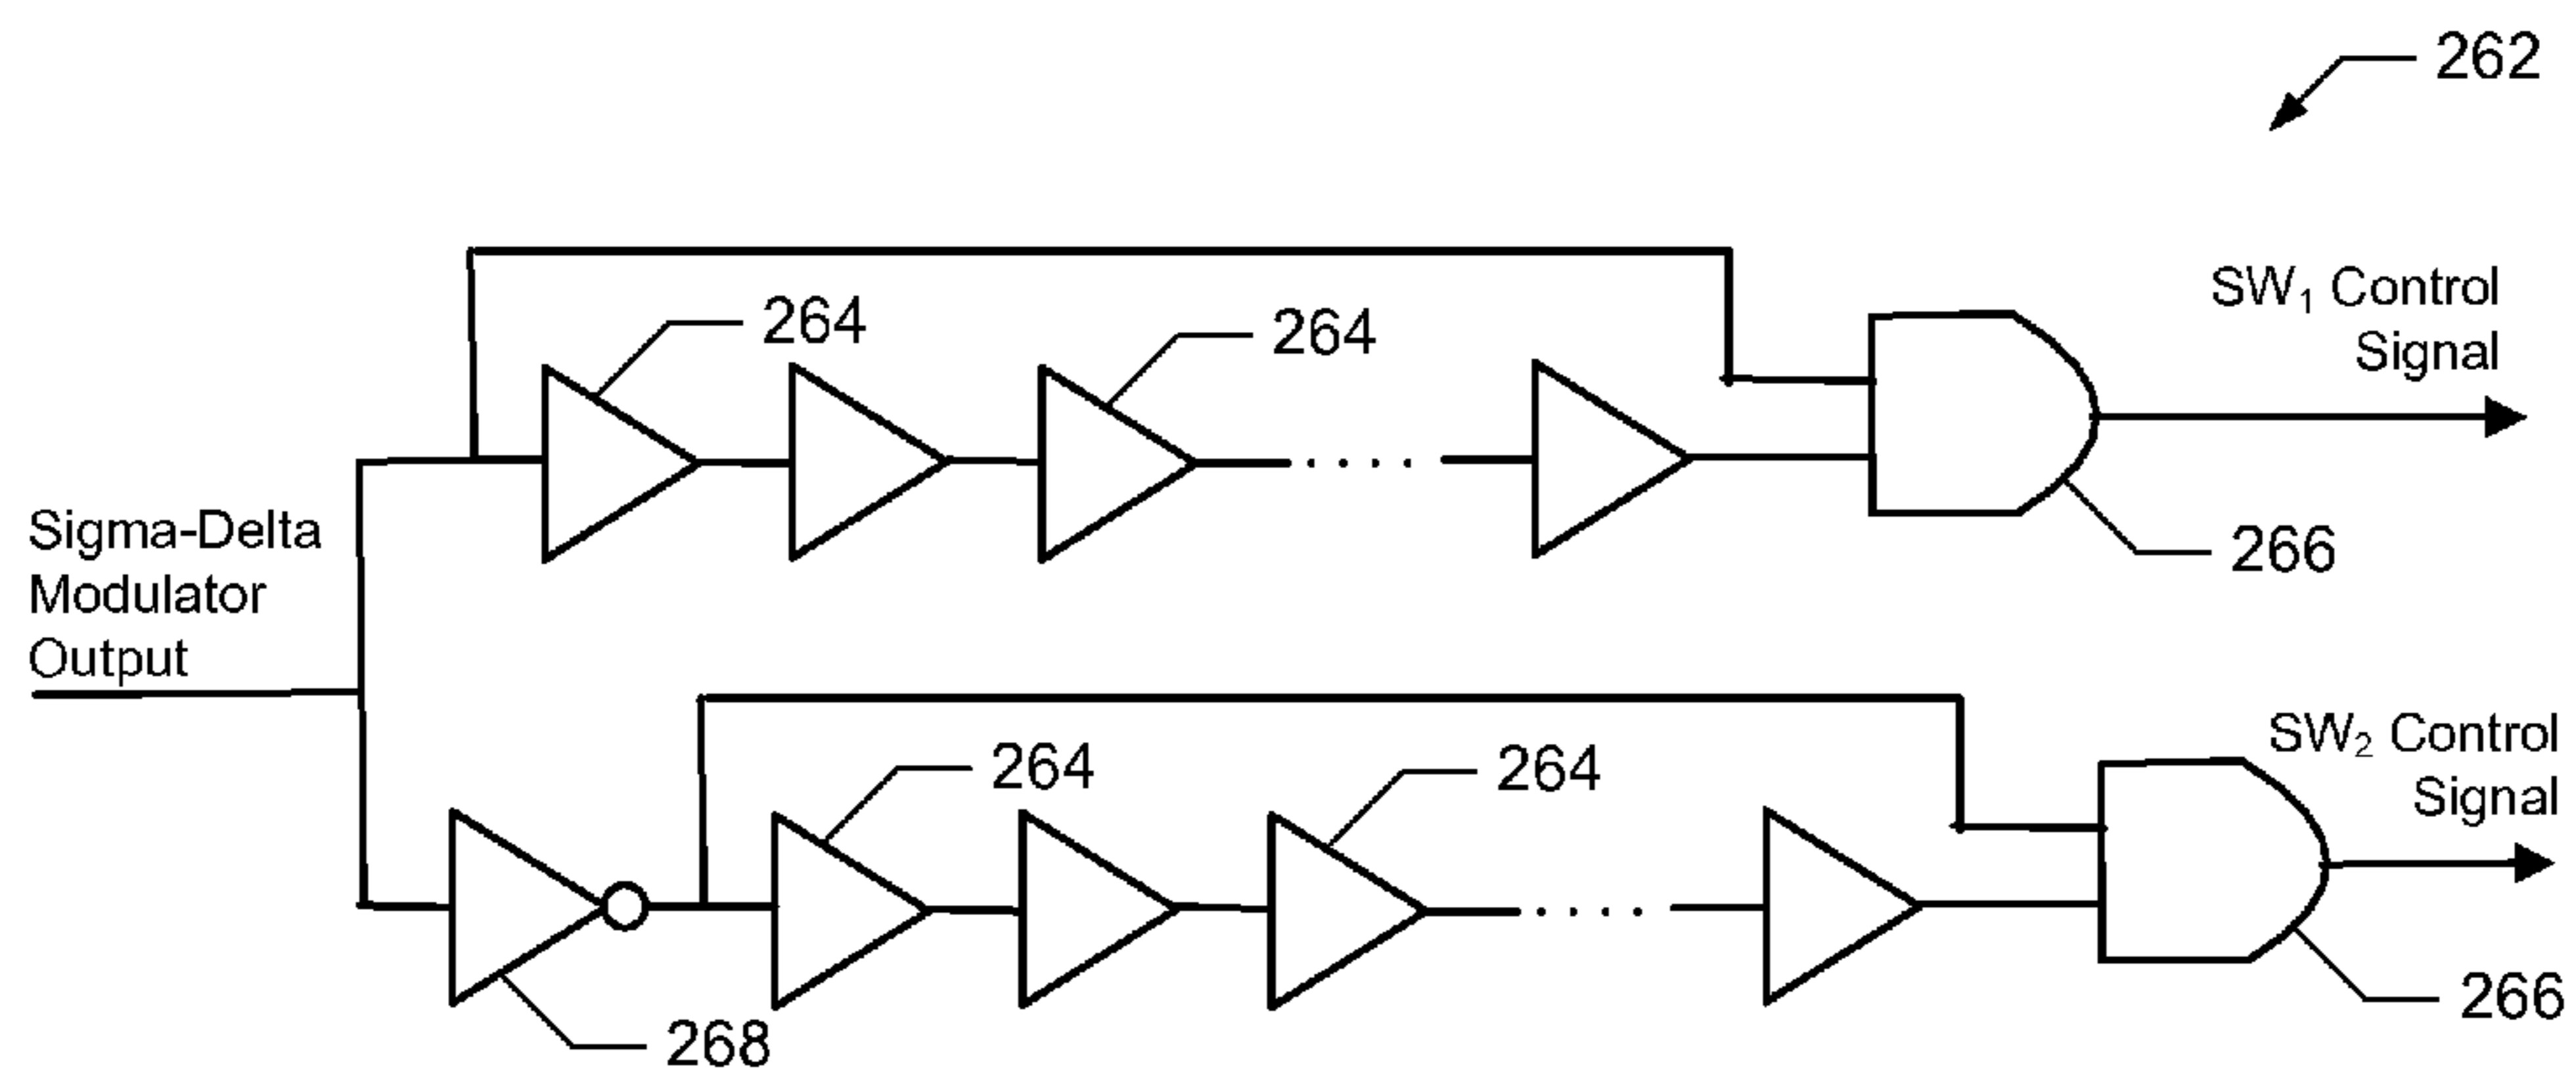 262
SW₁ Control
Signal
264
264
266
Sigma-Delta
Modulator
Output
SW₂ Control
Signal
264
264
266
268